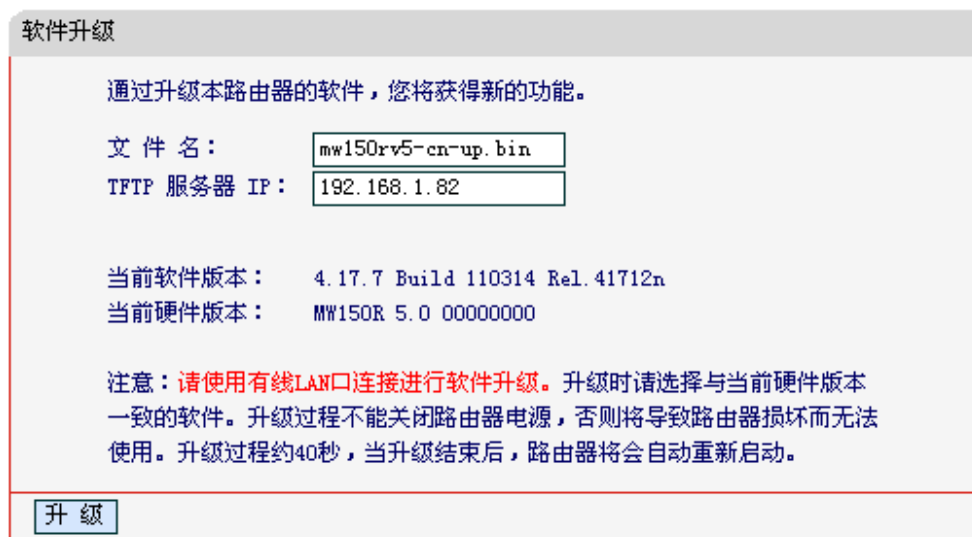 软件升级
通过升级本路由器的软件，您将获得新的功能。
文 件 名： mw150rv5-cn-up.bin
TFTP 服务器 IP： 192.168.1.82
当前软件版本： 4.17.7 Build 110314 Rel.41712n
当前硬件版本： MW150R 5.0 00000000
注意：请使用有线LAN口连接进行软件升级。升级时请选择与当前硬件版本
一致的软件。升级过程不能关闭路由器电源，否则将导致路由器损坏而无法
使用。升级过程约40秒，当升级结束后，路由器将会自动重新启动。
升 级